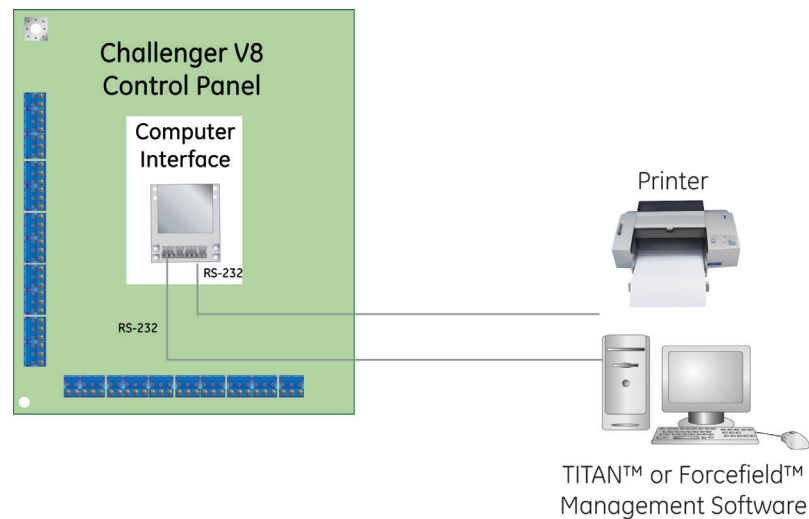 Challenger V8
Control Panel
Computer
Interface
Printer
RS-232
RS-232
TITAN™ or Forcefield™
Management Software